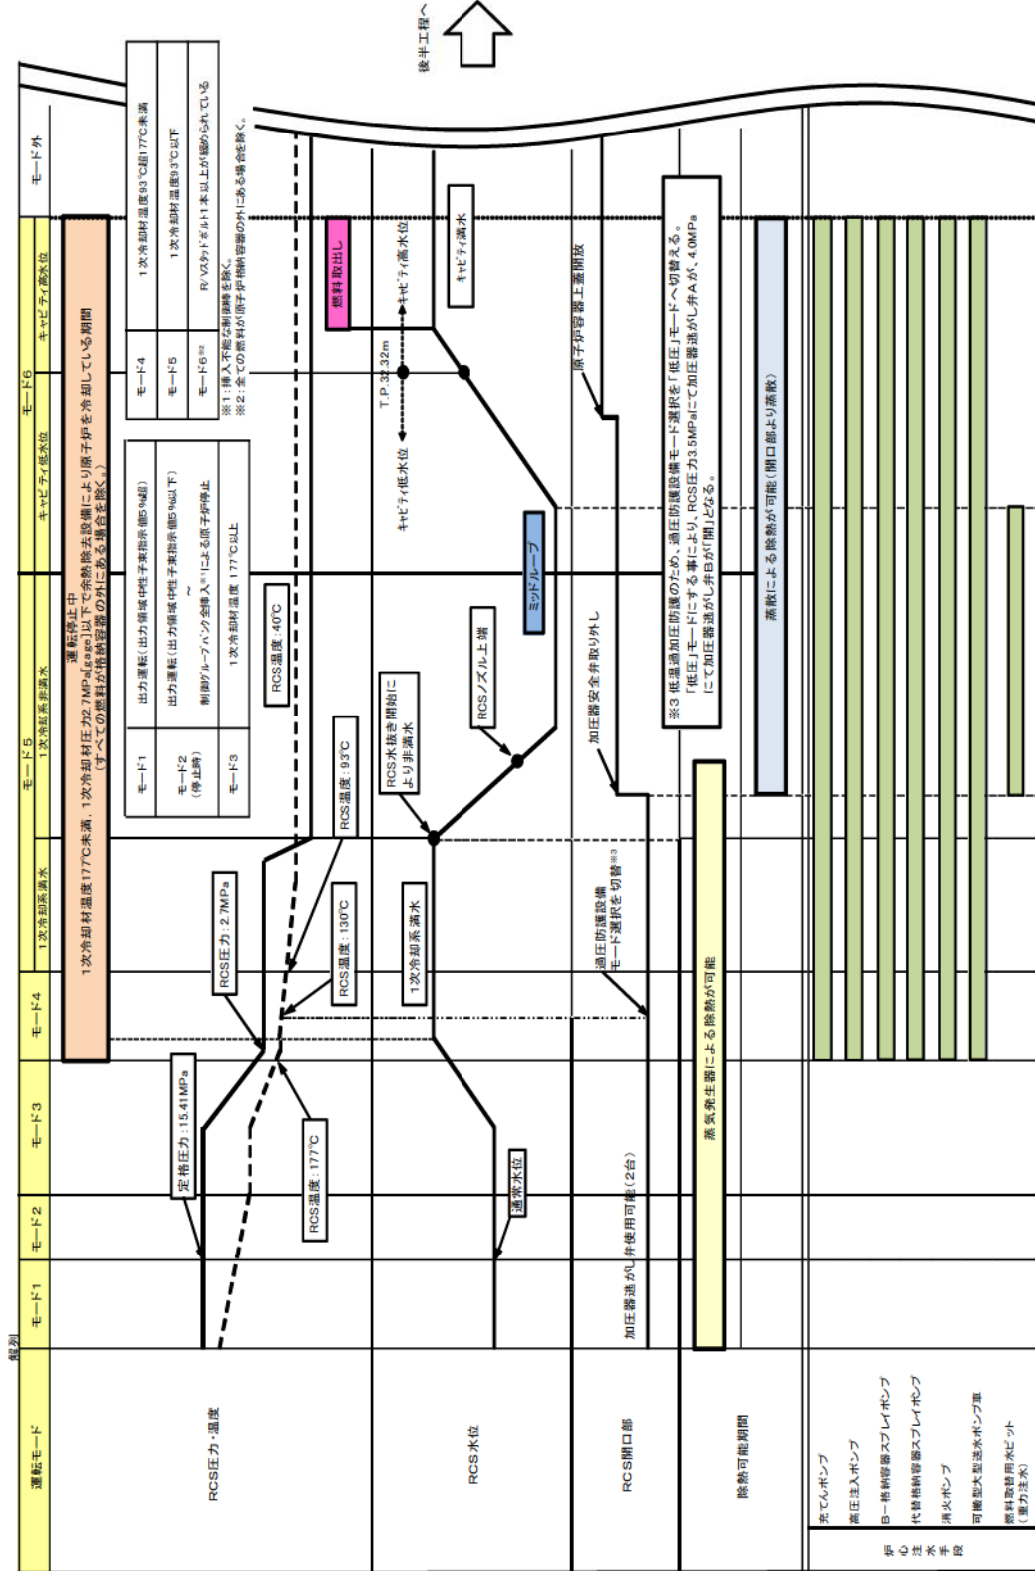 後半工程へ
解列
運転モード
モード1
モード2
モード3
モード4
モード5
1次冷却系満水
1次冷却系非満水
モード6
キャビティ低水位
キャビティ高水位
モード外
運転停止中
1次冷却材温度177℃未満，1次冷却材圧力2.7MPa[gage]以下で余熱除去設備により原子炉を冷却している期間
(すべての燃料が格納容器の外にある場合を除く。)
モード1
出力運転(出力領域中性子束指示値5%超)
モード2
(停止時)
出力運転(出力領域中性子束指示値5%以下)
～
制御グループバンク全挿入※1による原子炉停止
モード3
1次冷却材温度 177℃以上
モード4
1次冷却材温度93℃超177℃未満
モード5
1次冷却材温度93℃以下
モード6※2
R/Vスタッドボルト1本以上が緩められている
※1:挿入不能な制御棒を除く。
※2:全ての燃料が原子炉格納容器の外にある場合を除く。
RCS圧力・温度
定格圧力:15.41MPa
RCS温度:177℃
RCS圧力:2.7MPa
RCS温度:130℃
RCS温度:93℃
RCS温度:40℃
燃料取出し
RCS水位
通常水位
1次冷却系満水
RCS水抜き開始に
より非満水
RCSノズル上端
ミッドループ
キャビティ低水位
T.P.32.32m
キャビティ高水位
キャビティ満水
RCS開口部
加圧器逃がし弁使用可能(2台)
過圧防護設備
モード選択を切替※3
加圧器安全弁取り外し
原子炉容器上蓋開放
※3 低温過加圧防護のため、過圧防護設備モード選択を「低圧」モードへ切替える。
「低圧」モードにする事により、RCS圧力3.5MPaにて加圧器逃がし弁Aが、4.0MPa
にて加圧器逃がし弁Bが「開」となる。
除熱可能期間
蒸気発生器による除熱が可能
蒸散による除熱が可能(開口部より蒸散)
炉心注水手段
充てんポンプ
高圧注入ポンプ
B-格納容器スプレイポンプ
代替格納容器スプレイポンプ
消火ポンプ
可搬型大型送水ポンプ車
燃料取替用水ピット
(重力注水)